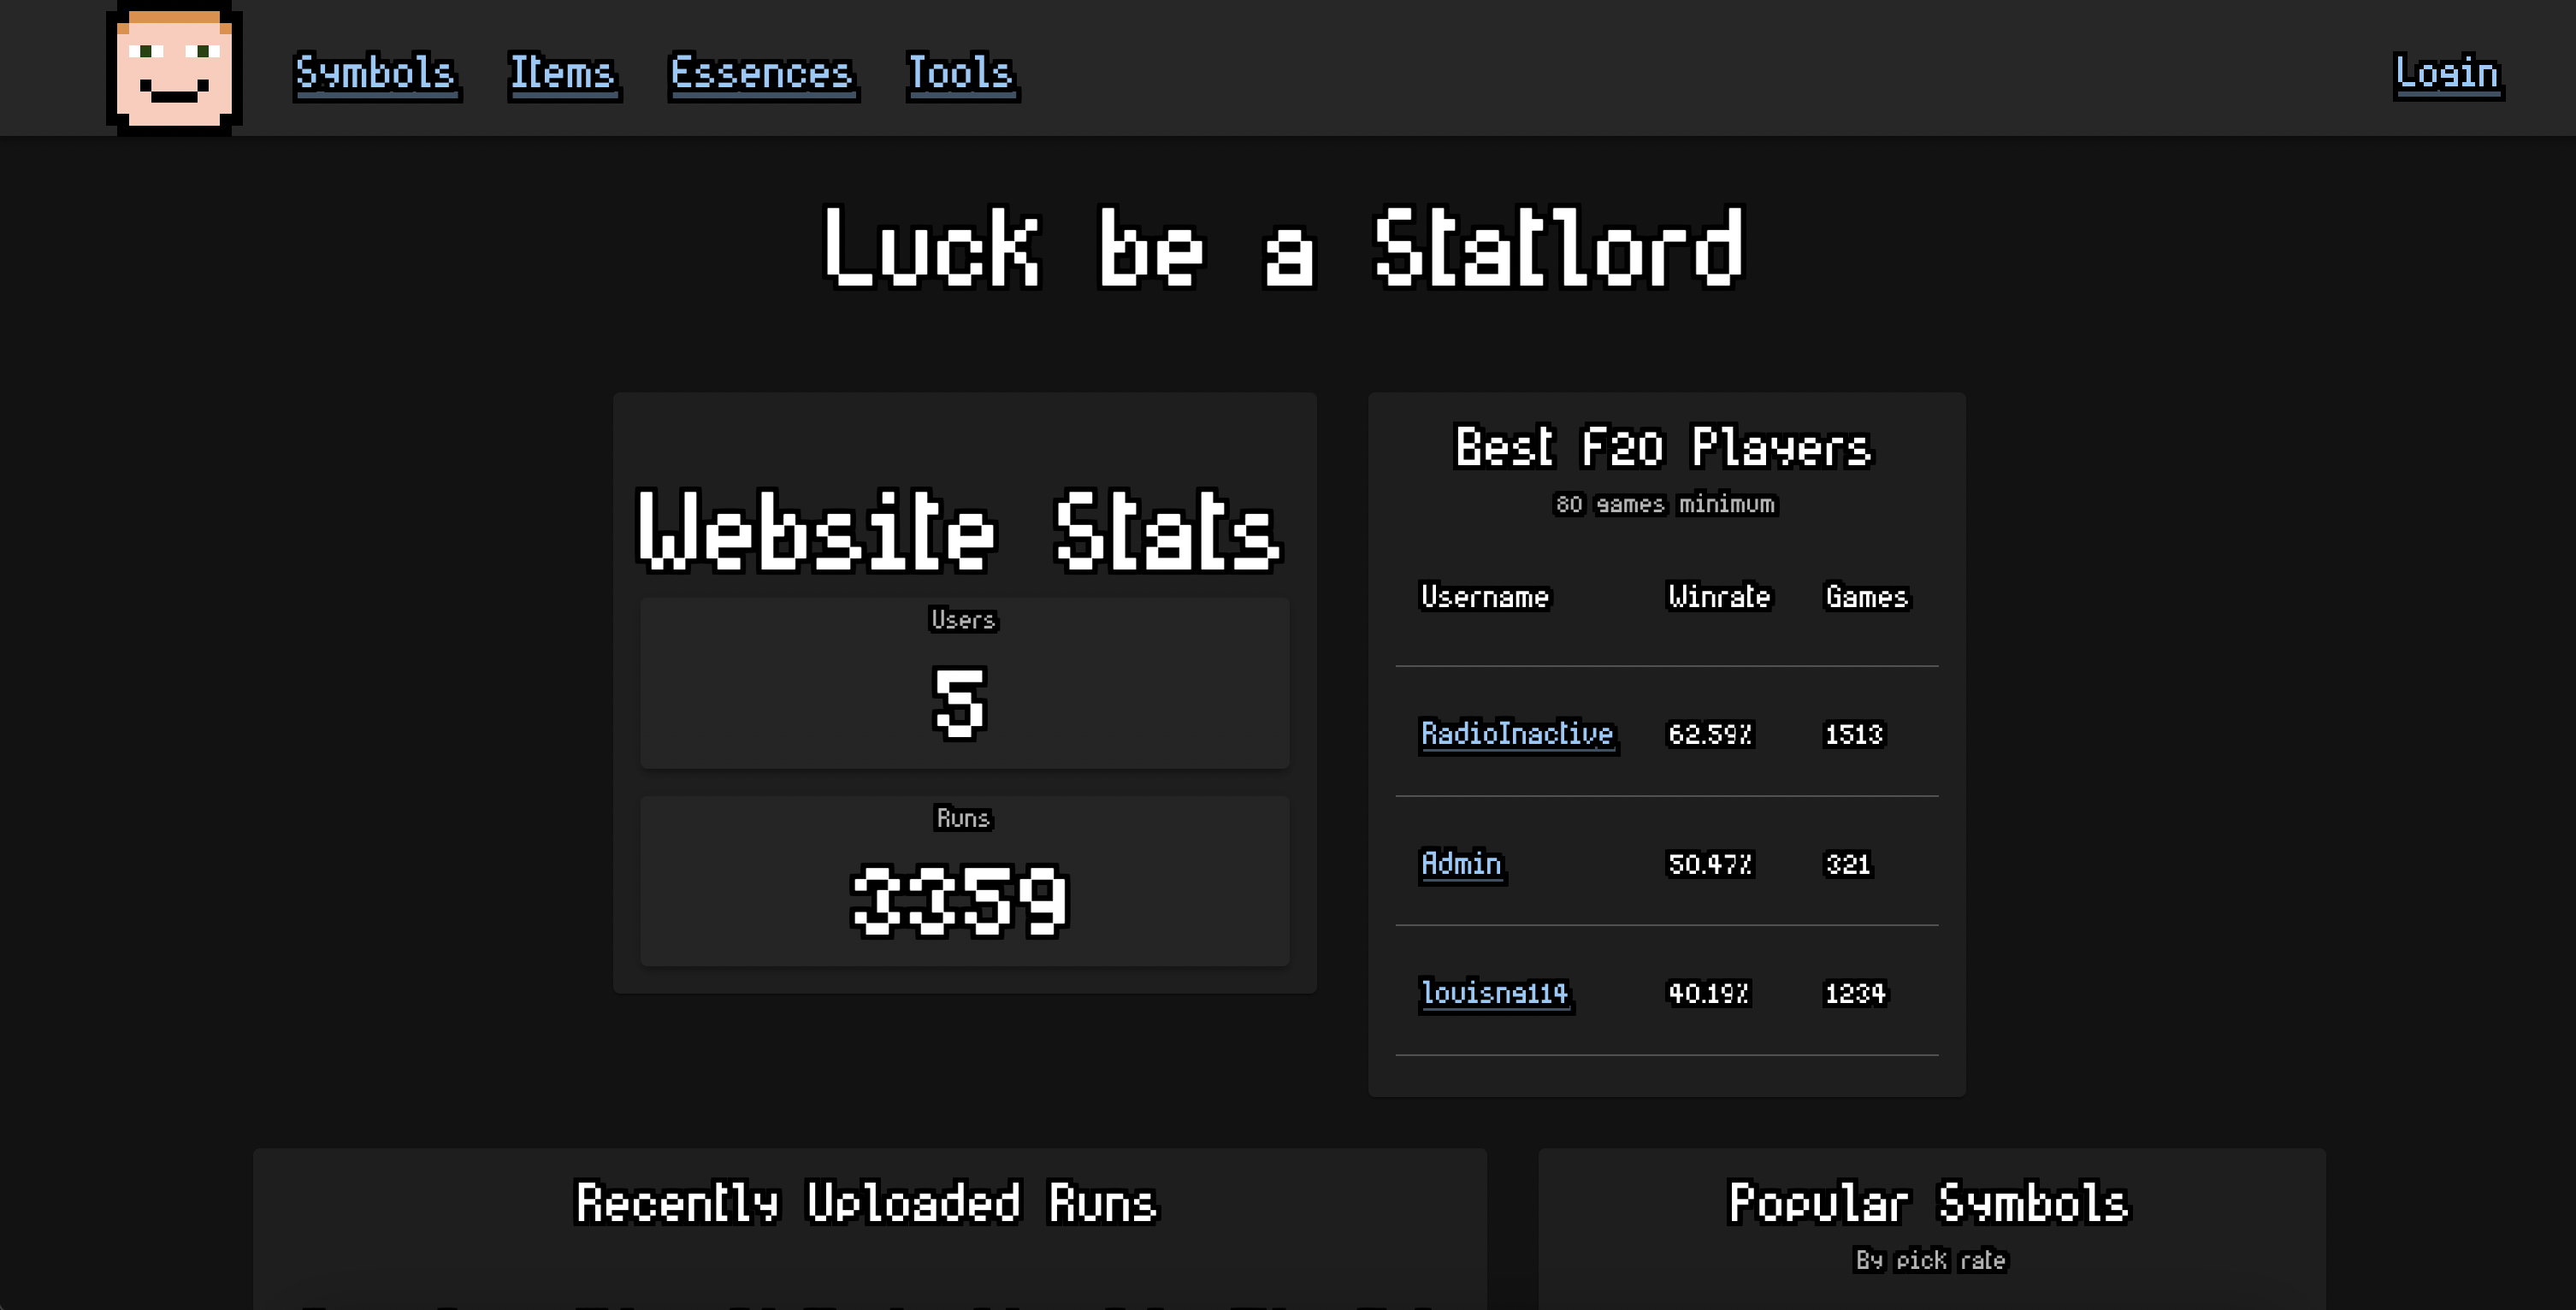 Symbols Items Essences Tools Login
Luck be a Statlord
Website Stats
Users
5
Runs
3359
Best F20 Players
80 games minimum
Username Winrate Games
RadioInactive 62.59% 1513
Admin 50.47% 321
louisng114 40.19% 1234
Recently Uploaded Runs
Popular Symbols
By pick rate